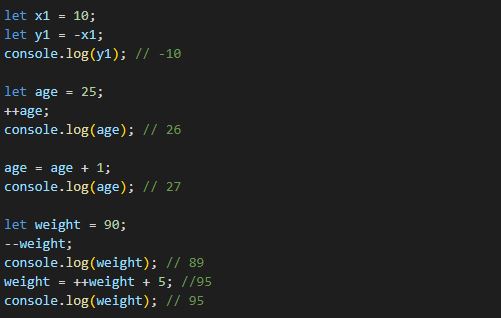 let x1 = 10;
let y1 = -x1;
console.log(y1); // -10
let age = 25;
++age;
console.log(age); // 26
age = age + 1;
console.log(age); // 27
let weight = 90;
--weight;
console.log(weight); // 89
weight = ++weight + 5; //95
console.log(weight); // 95